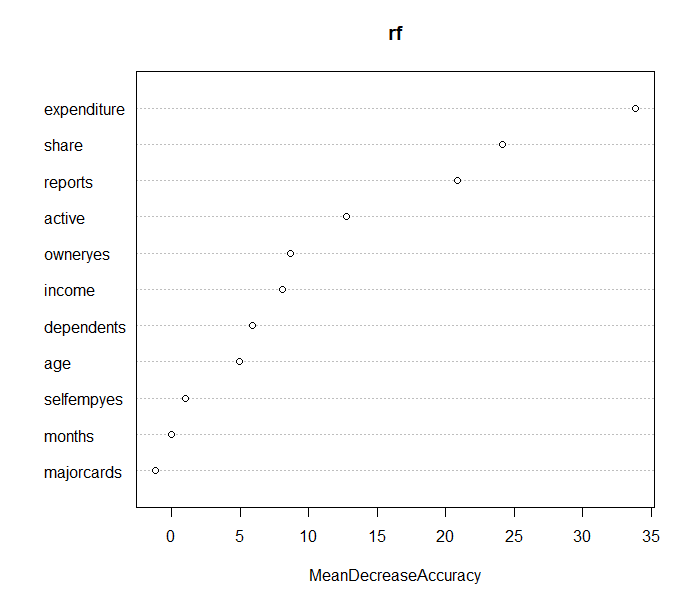 rf
expenditure
share
reports
active
owneryes
income
dependents
age
selfempyes
months
majorcards
0 5 10 15 20 25 30 35
MeanDecreaseAccuracy